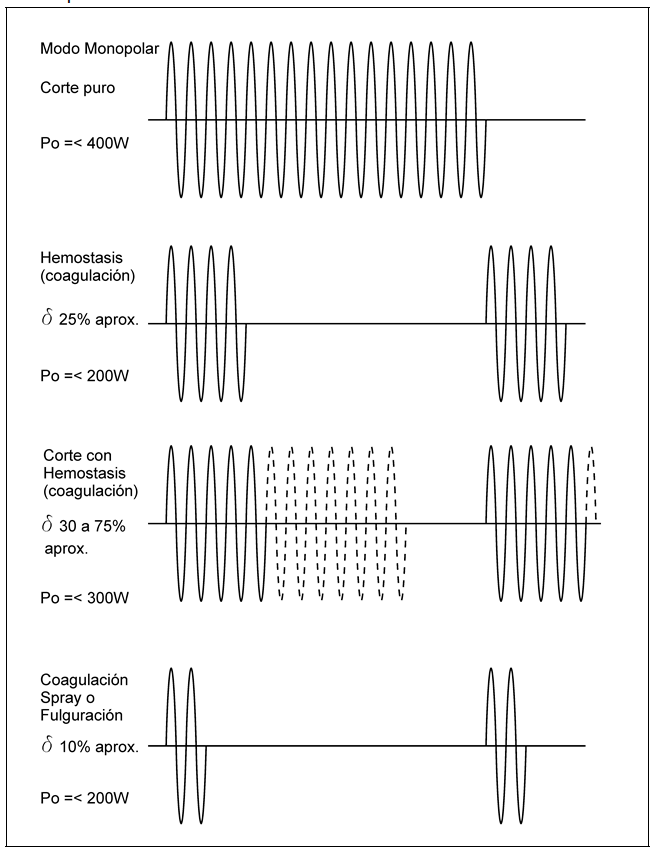 Modo Monopolar
Corte puro
Po =< 400W
Hemostasis
(coagulación)
δ 25% aprox.
Po =< 200W
Corte con
Hemostasis
(coagulación)
δ 30 a 75%
aprox.
Po =< 300W
Coagulación
Spray o
Fulguración
δ 10% aprox.
Po =< 200W